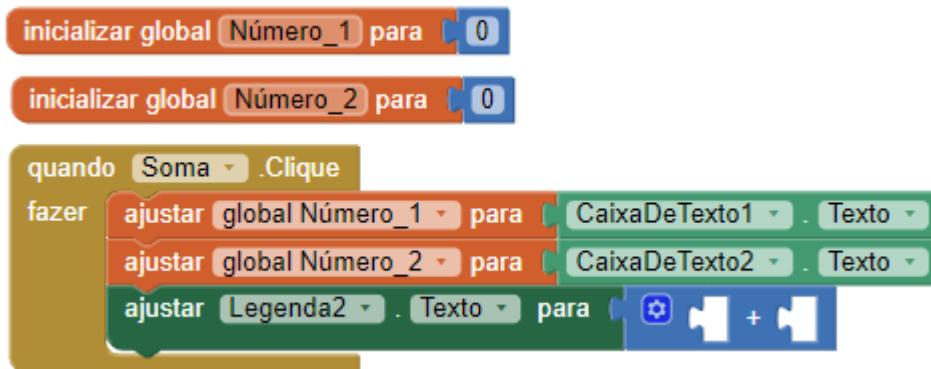 inicializar global Número_1 para 0
inicializar global Número_2 para 0
quando Soma .Clique
fazer ajustar global Número_1 para CaixaDeTexto1 . Texto
ajustar global Número_2 para CaixaDeTexto2 . Texto
ajustar Legenda2 . Texto para +